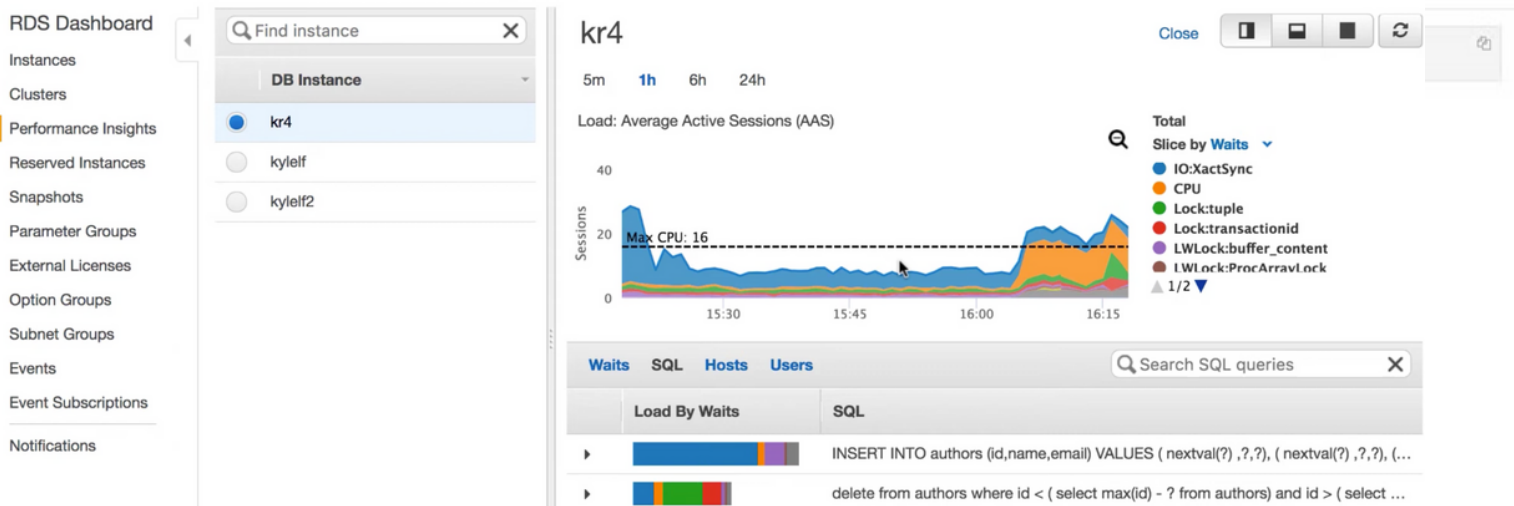 RDS Dashboard
Instances
Clusters
Performance Insights
Reserved Instances
Snapshots
Parameter Groups
External Licenses
Option Groups
Subnet Groups
Events
Event Subscriptions
Notifications
Find instance
DB Instance
kr4
kylelf
kylelf2
kr4
Close
5m 1h 6h 24h
Load: Average Active Sessions (AAS)
Sessions
40
20
0
Max CPU: 16
15:30 15:45 16:00 16:15
Total
Slice by Waits
IO:XactSync
CPU
Lock:tuple
Lock:transactionid
LWLock:buffer_content
LWLock:ProcArrayLock
1/2
Waits SQL Hosts Users
Search SQL queries
Load By Waits SQL
INSERT INTO authors (id,name,email) VALUES ( nextval(?) ,?,?), ( nextval(?) ,?,?), (...
delete from authors where id < ( select max(id) - ? from authors) and id > ( select ...